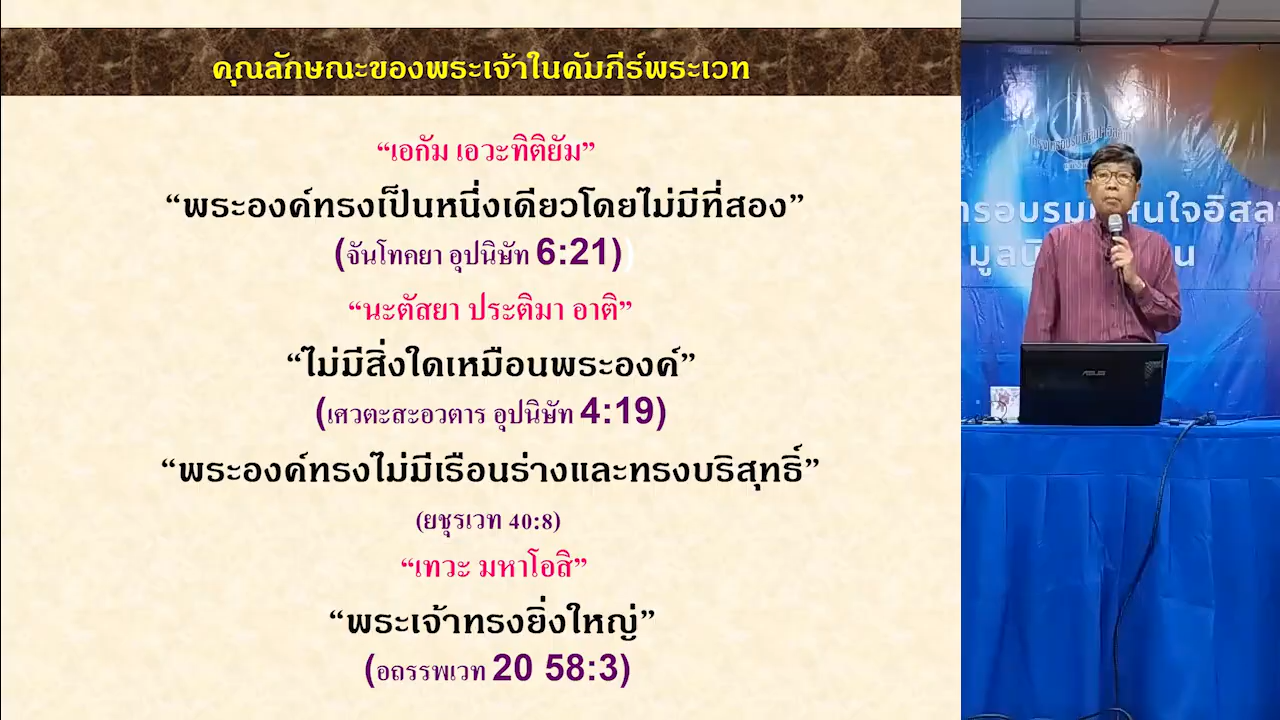 คุณลักษณะของพระเจ้าในคัมภีร์พระเวท
“เอกัม เอวะทิติยัม”
“พระองค์ทรงเป็นหนึ่งเดียวโดยไม่มีที่สอง”
(จันโทคยา อุปนิษัท 6:21)
“นะตัสยา ประติมา อาติ”
“ไม่มีสิ่งใดเหมือนพระองค์”
(เศวตะสะอวตาร อุปนิษัท 4:19)
“พระองค์ทรงไม่มีเรือนร่างและทรงบริสุทธิ์”
(ยชุรเวท 40:8)
“เทวะ มหาโอสิ”
“พระเจ้าทรงยิ่งใหญ่”
(อถรรพเวท 20 58:3)
ASUS